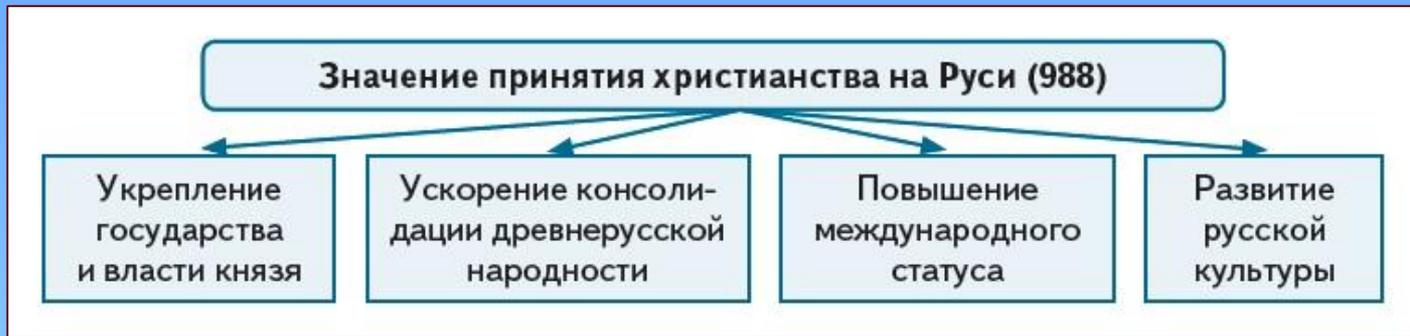 Значение принятия христианства на Руси (988)
Укрепление
государства
и власти князя
Ускорение консоли-
дации древнерусской
народности
Повышение
международного
статуса
Развитие
русской
культуры